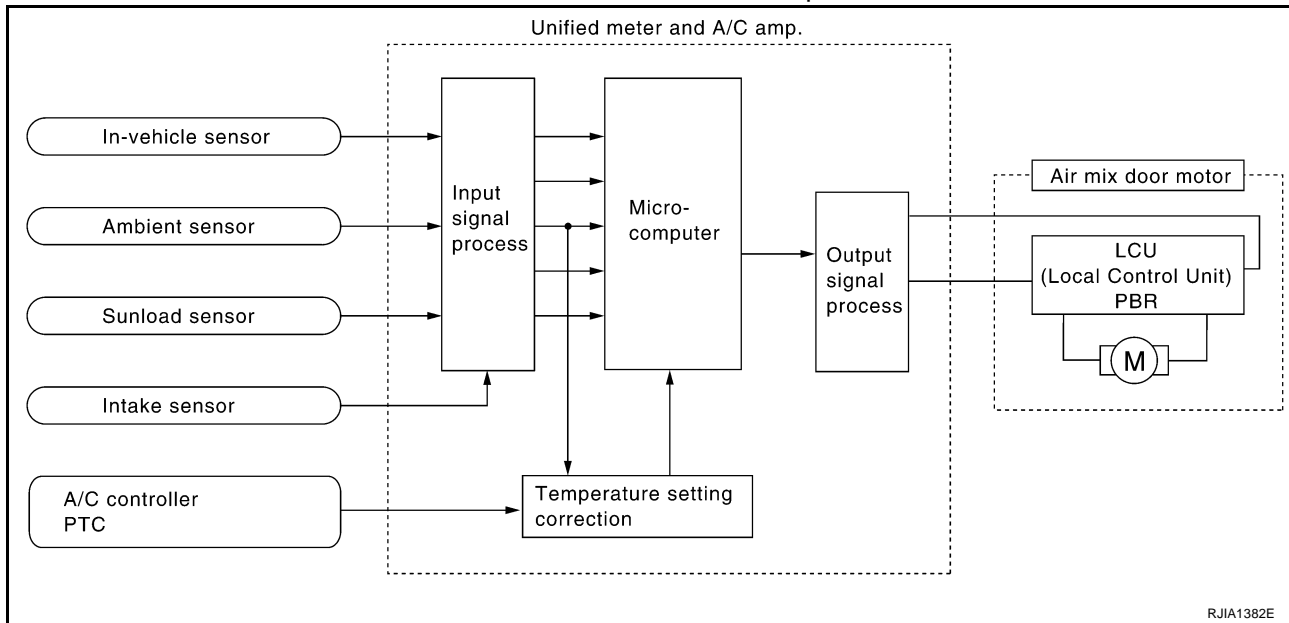 Unified meter and A/C amp.
In-vehicle sensor
Ambient sensor
Sunload sensor
Intake sensor
A/C controller
PTC
Input
signal
process
Micro-
computer
Temperature setting
correction
Output
signal
process
Air mix door motor
LCU
(Local Control Unit)
PBR
M
RJIA1382E